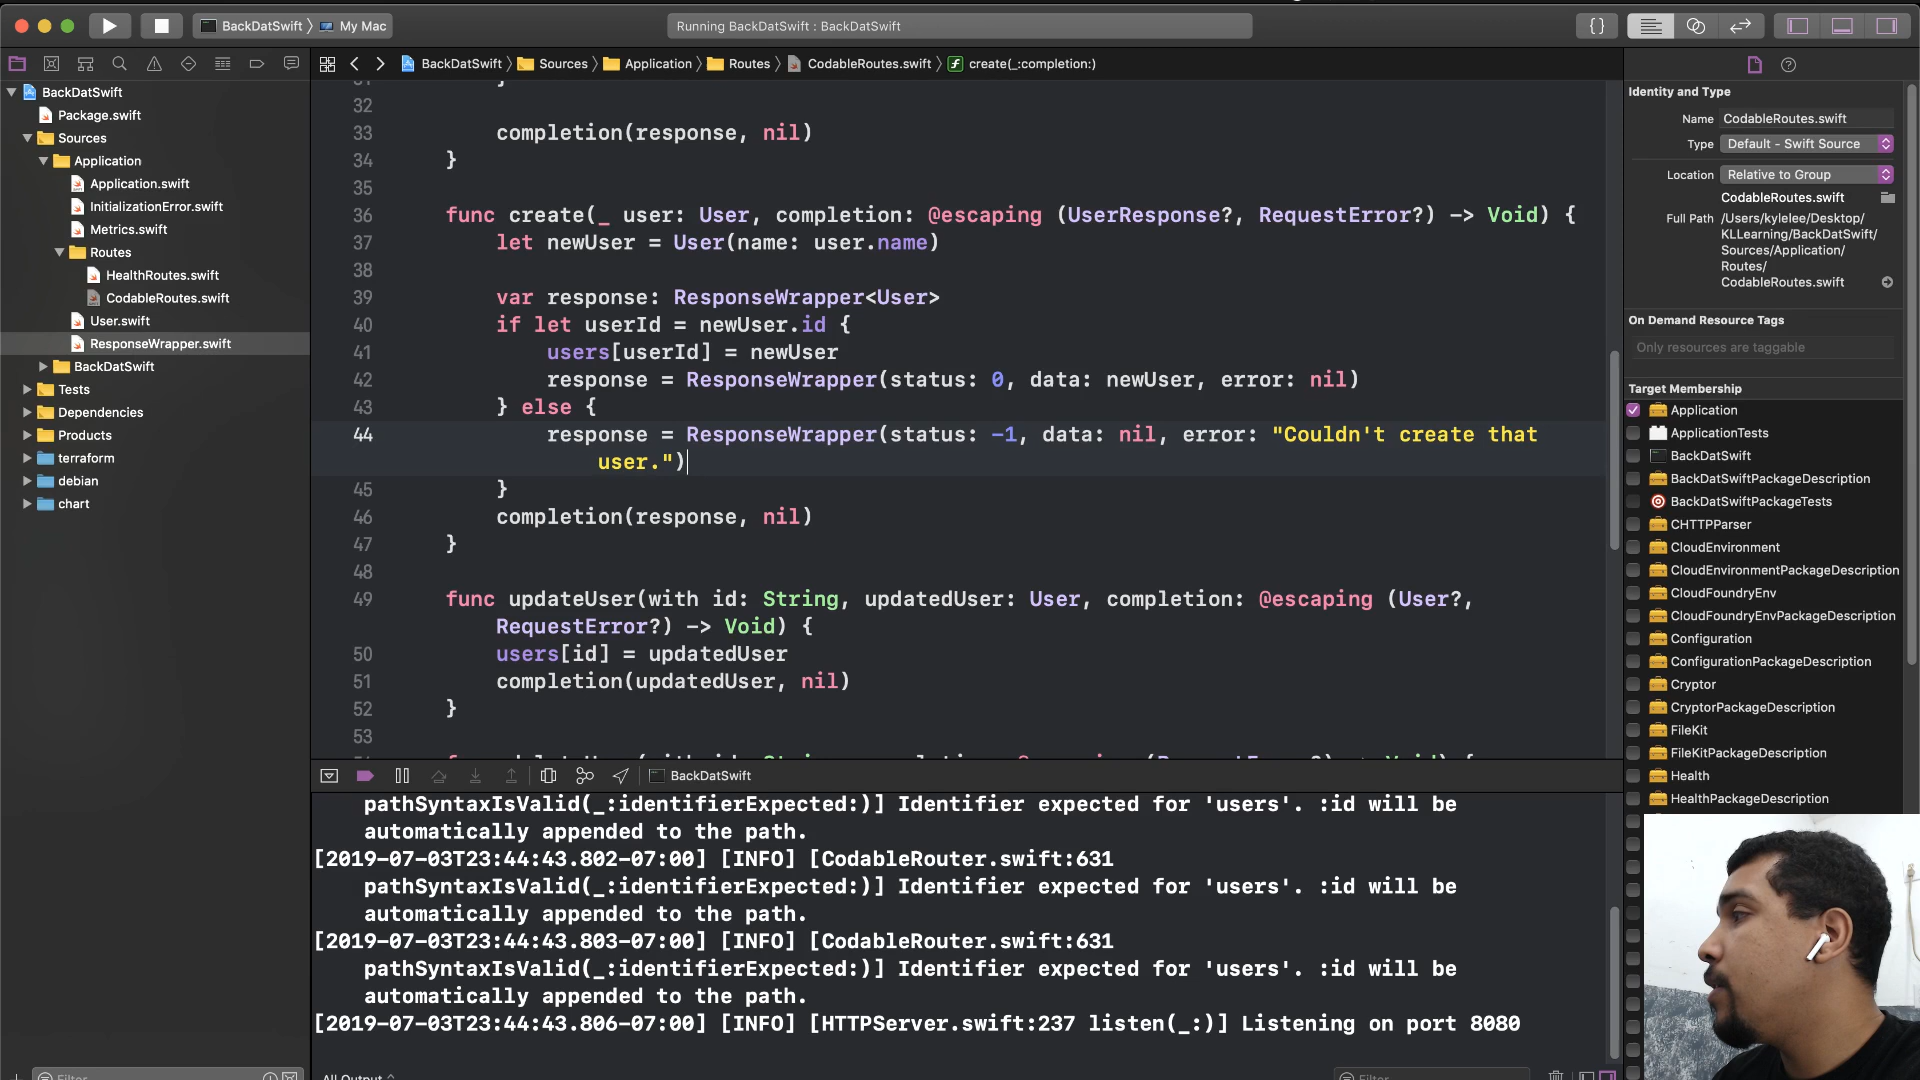 BackDatSwift 〉 My Mac
Running BackDatSwift : BackDatSwift
{}
BackDatSwift 〉 Sources 〉 Application 〉 Routes 〉 CodableRoutes.swift 〉 create(_:completion:)
BackDatSwift
Package.swift
Sources
Application
Application.swift
InitializationError.swift
Metrics.swift
Routes
HealthRoutes.swift
CodableRoutes.swift
User.swift
ResponseWrapper.swift
BackDatSwift
Tests
Dependencies
Products
terraform
debian
chart
32
33 completion(response, nil)
34 }
35
36 func create(_ user: User, completion: @escaping (UserResponse?, RequestError?) -> Void) {
37 let newUser = User(name: user.name)
38
39 var response: ResponseWrapper<User>
40 if let userId = newUser.id {
41 users[userId] = newUser
42 response = ResponseWrapper(status: 0, data: newUser, error: nil)
43 } else {
44 response = ResponseWrapper(status: -1, data: nil, error: "Couldn't create that
user.")
45 }
46 completion(response, nil)
47 }
48
49 func updateUser(with id: String, updatedUser: User, completion: @escaping (User?,
RequestError?) -> Void) {
50 users[id] = updatedUser
51 completion(updatedUser, nil)
52 }
53
BackDatSwift
pathSyntaxIsValid(_:identifierExpected:)] Identifier expected for 'users'. :id will be
automatically appended to the path.
[2019-07-03T23:44:43.802-07:00] [INFO] [CodableRouter.swift:631
pathSyntaxIsValid(_:identifierExpected:)] Identifier expected for 'users'. :id will be
automatically appended to the path.
[2019-07-03T23:44:43.803-07:00] [INFO] [CodableRouter.swift:631
pathSyntaxIsValid(_:identifierExpected:)] Identifier expected for 'users'. :id will be
automatically appended to the path.
[2019-07-03T23:44:43.806-07:00] [INFO] [HTTPServer.swift:237 listen(_:)] Listening on port 8080
Filter
All Output
Filter
Identity and Type
Name CodableRoutes.swift
Type Default - Swift Source
Location Relative to Group
CodableRoutes.swift
Full Path /Users/kylelee/Desktop/
KLLearning/BackDatSwift/
Sources/Application/
Routes/
CodableRoutes.swift
On Demand Resource Tags
Only resources are taggable
Target Membership
Application
ApplicationTests
BackDatSwift
BackDatSwiftPackageDescription
BackDatSwiftPackageTests
CHTTPParser
CloudEnvironment
CloudEnvironmentPackageDescription
CloudFoundryEnv
CloudFoundryEnvPackageDescription
Configuration
ConfigurationPackageDescription
Cryptor
CryptorPackageDescription
FileKit
FileKitPackageDescription
Health
HealthPackageDescription